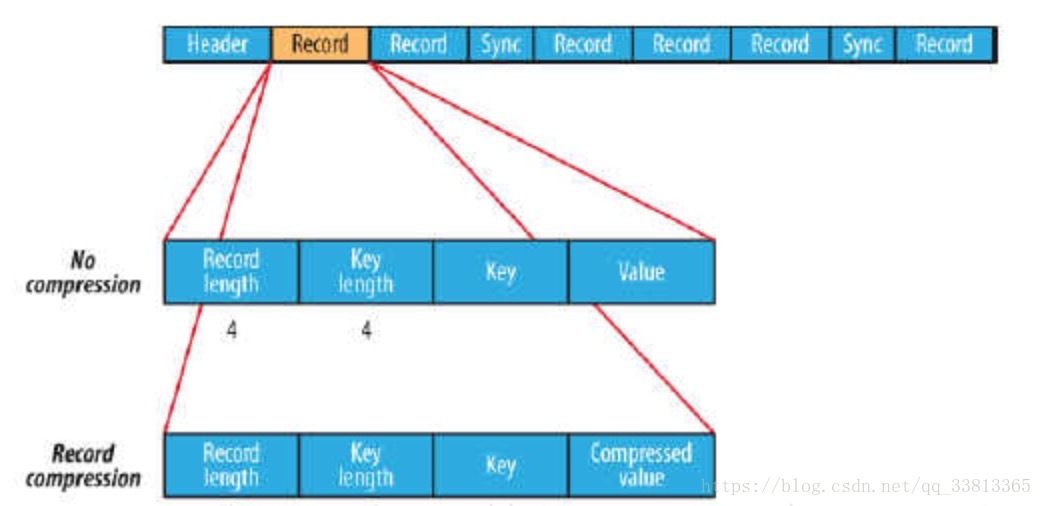 Header Record Record Sync Record Record Record Sync Record
No
compression
Record
length
Key
length
Key
Value
4 4
Record
compression
Record
length
Key
length
Key
Compressed
value
https://blog.csdn.net/qq_33813365